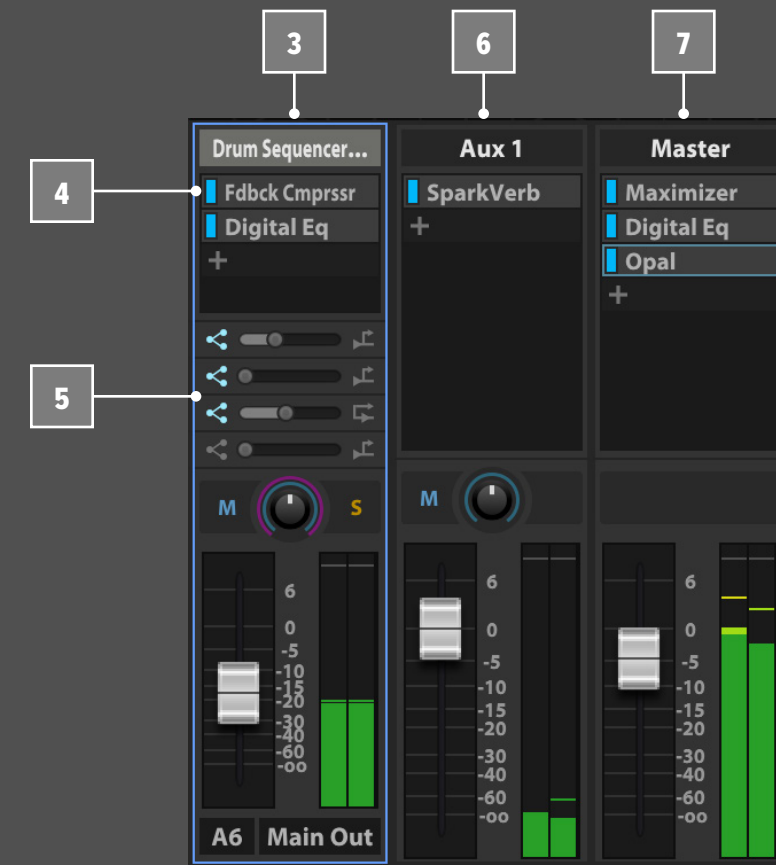 3
6
7
4
5
Drum Sequencer...
Fdbck Cmprssr
Digital Eq
+
M
S
6
0
-5
-10
-15
-20
-30
-40
-60
-oo
A6
Main Out
Aux 1
SparkVerb
+
M
6
0
-5
-10
-15
-20
-30
-40
-60
-oo
Master
Maximizer
Digital Eq
Opal
+
6
0
-5
-10
-15
-20
-30
-40
-60
-oo